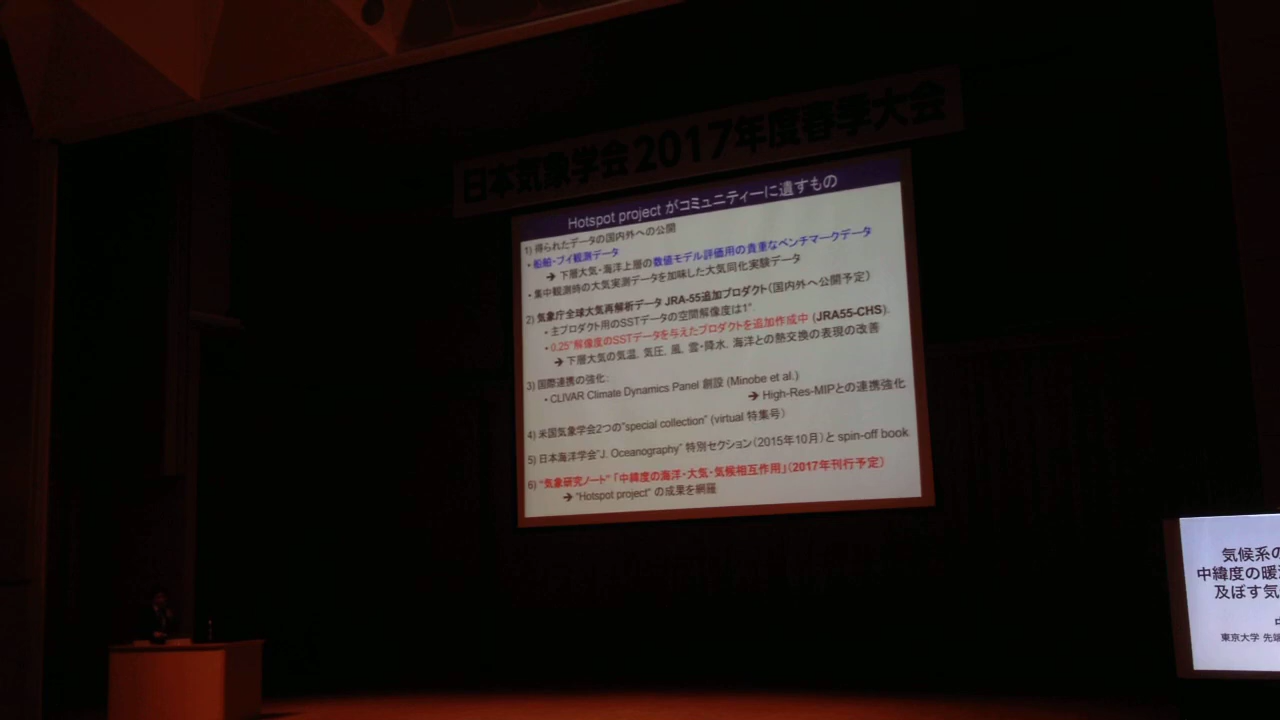 日本気象学会2017年度春季大会
Hotspot project がコミュニティーに遺すもの
1) 得られたデータの国内外への公開
・船舶・ブイ観測データ
➔ 下層大気・海洋上層の数値モデル評価用の貴重なベンチマークデータ
・集中観測時の大気実測データを加味した大気同化実験データ
2) 気象庁全球大気再解析データ JRA-55追加プロダクト(国内外へ公開予定)
・主プロダクト用のSSTデータの空間解像度は1°
・0.25°解像度のSSTデータを与えたプロダクトを追加作成中 (JRA55-CHS).
➔ 下層大気の気温, 気圧, 風, 雲・降水, 海洋との熱交換の表現の改善
3) 国際連携の強化:
・CLIVAR Climate Dynamics Panel 創設 (Minobe et al.)
➔ High-Res-MIPとの連携強化
4) 米国気象学会2つの"special collection" (virtual 特集号)
5) 日本海洋学会"J. Oceanography" 特別セクション(2015年10月)と spin-off book
6) "気象研究ノート"「中緯度の海洋・大気・気候相互作用」(2017年刊行予定)
➔ "Hotspot project" の成果を網羅
気候系の
中緯度の暖
及ぼす気
東京大学 先端